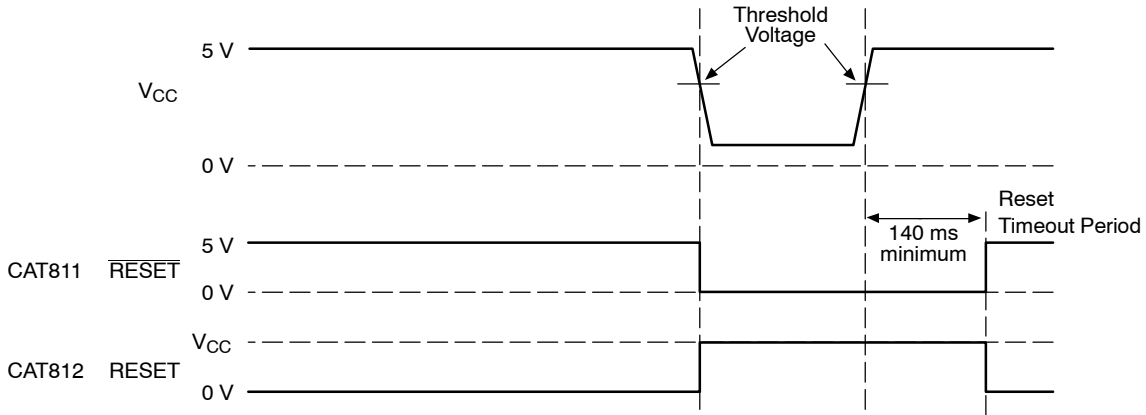 Threshold
Voltage
5 V
VCC
0 V
Reset
Timeout Period
140 ms
minimum
5 V
CAT811 RESET
0 V
VCC
CAT812 RESET
0 V